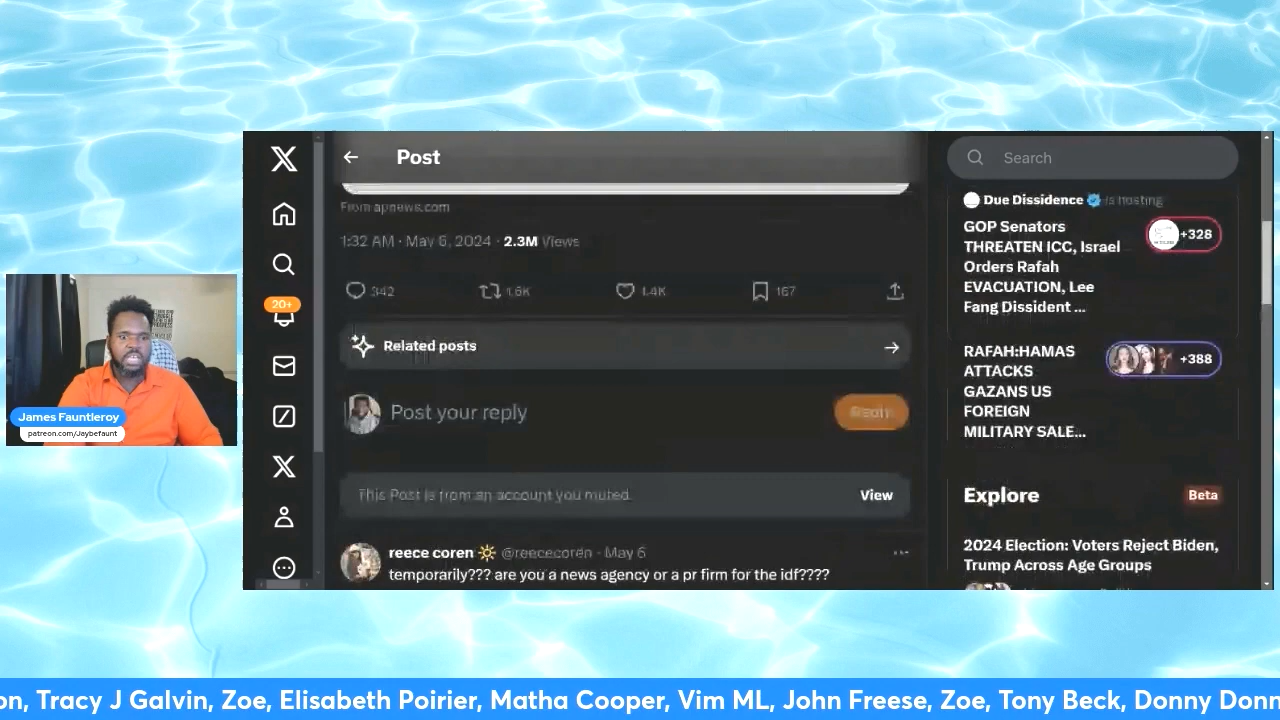 Post
Search
From apnews.com
1:32 AM · May 6, 2024 · 2.3M Views
342
1.6K
1.4K
167
Related posts
Post your reply
Reply
This Post is from an account you muted.
View
reece coren @reececoren · May 6
temporarily??? are you a news agency or a pr firm for the idf????
Due Dissidence is hosting
GOP Senators
THREATEN ICC, Israel
Orders Rafah
EVACUATION, Lee
Fang Dissident ...
+328
RAFAH:HAMAS
ATTACKS
GAZANS US
FOREIGN
MILITARY SALE...
+388
Explore
Beta
2024 Election: Voters Reject Biden,
Trump Across Age Groups
20+
James Fauntleroy
patreon.com/Jaybefaunt
on, Tracy J Galvin, Zoe, Elisabeth Poirier, Matha Cooper, Vim ML, John Freese, Zoe, Tony Beck, Donny Donn